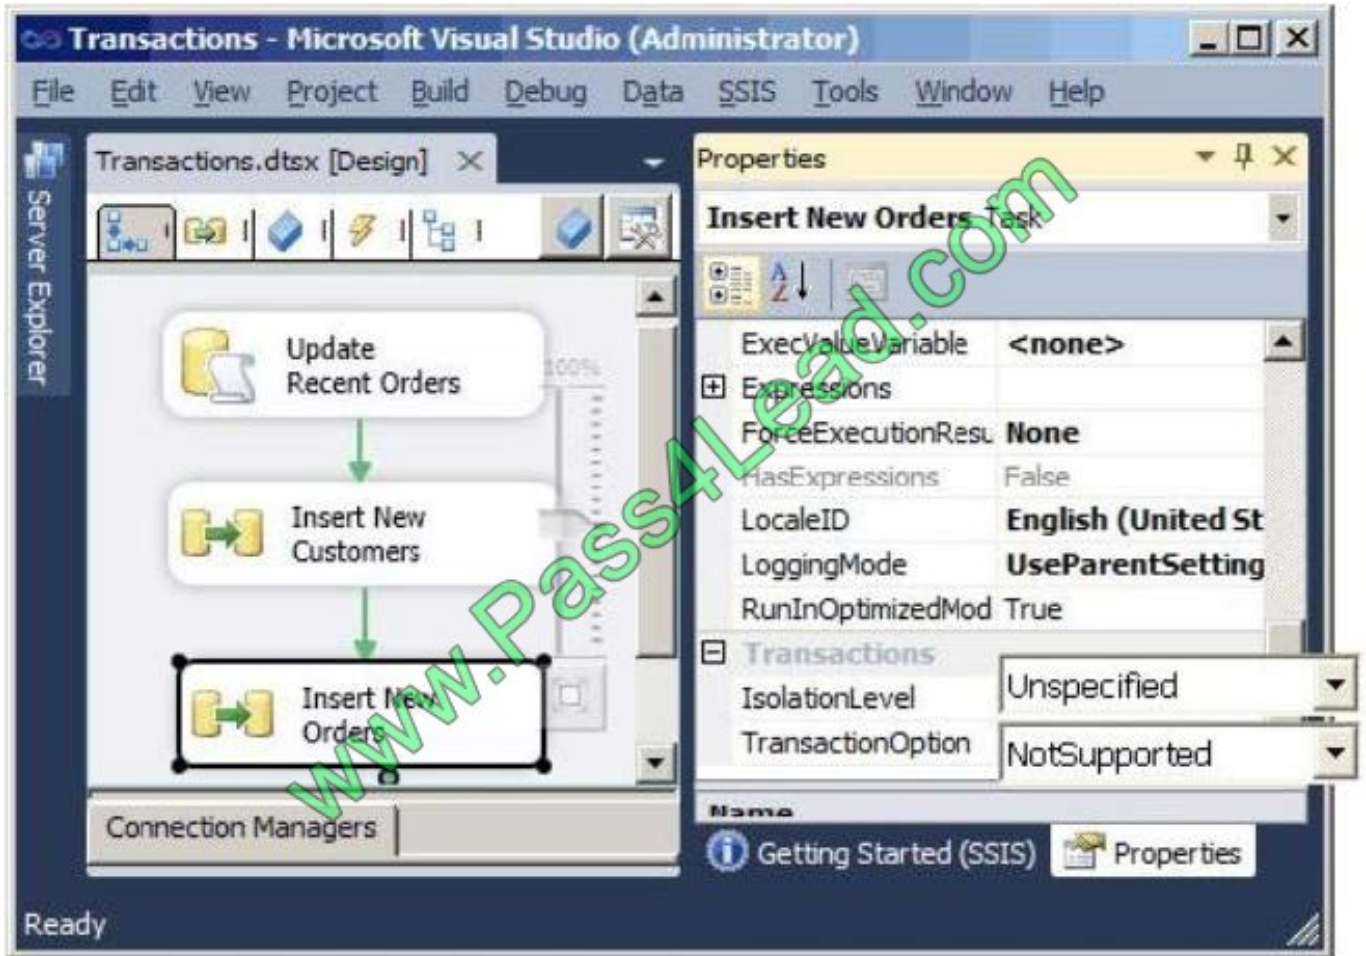 Transactions - Microsoft Visual Studio (Administrator)
File Edit View Project Build Debug Data SSIS Tools Window Help
Server Explorer
Transactions.dtsx [Design]
Update
Recent Orders
100%
Insert New
Customers
Insert New
Orders
Connection Managers
Properties
Insert New Orders Task
ExecValueVariable <none>
Expressions
ForceExecutionResu None
HasExpressions False
LocaleID English (United St
LoggingMode UseParentSetting
RunInOptimizedMod True
Transactions
IsolationLevel Unspecified
TransactionOption NotSupported
Name
Getting Started (SSIS) Properties
Ready
www.Pass4Lead.com